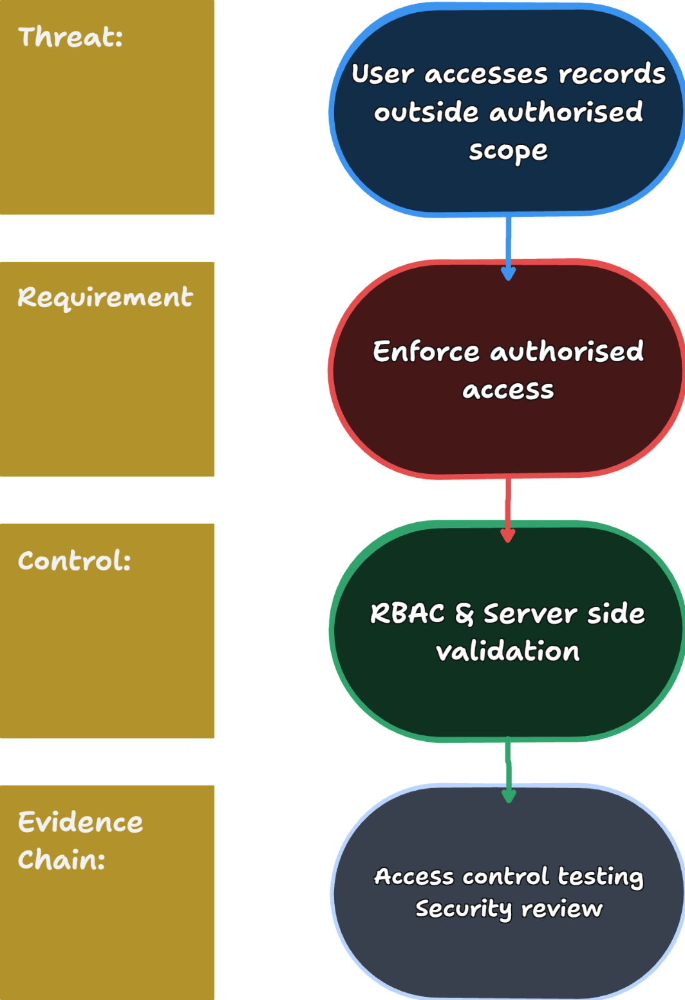 Threat:
User accesses records
outside authorised
scope
Requirement
Enforce authorised
access
Control:
RBAC & Server side
validation
Evidence
Chain:
Access control testing
Security review